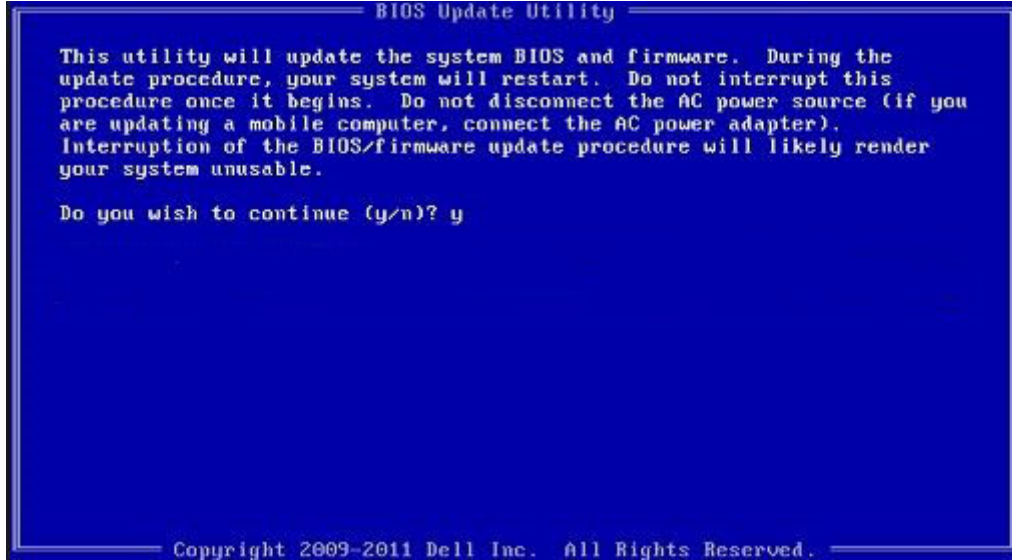 BIOS Update Utility
This utility will update the system BIOS and firmware. During the
update procedure, your system will restart. Do not interrupt this
procedure once it begins. Do not disconnect the AC power source (if you
are updating a mobile computer, connect the AC power adapter).
Interruption of the BIOS/firmware update procedure will likely render
your system unusable.
Do you wish to continue (y/n)? y
Copyright 2009-2011 Dell Inc. All Rights Reserved.